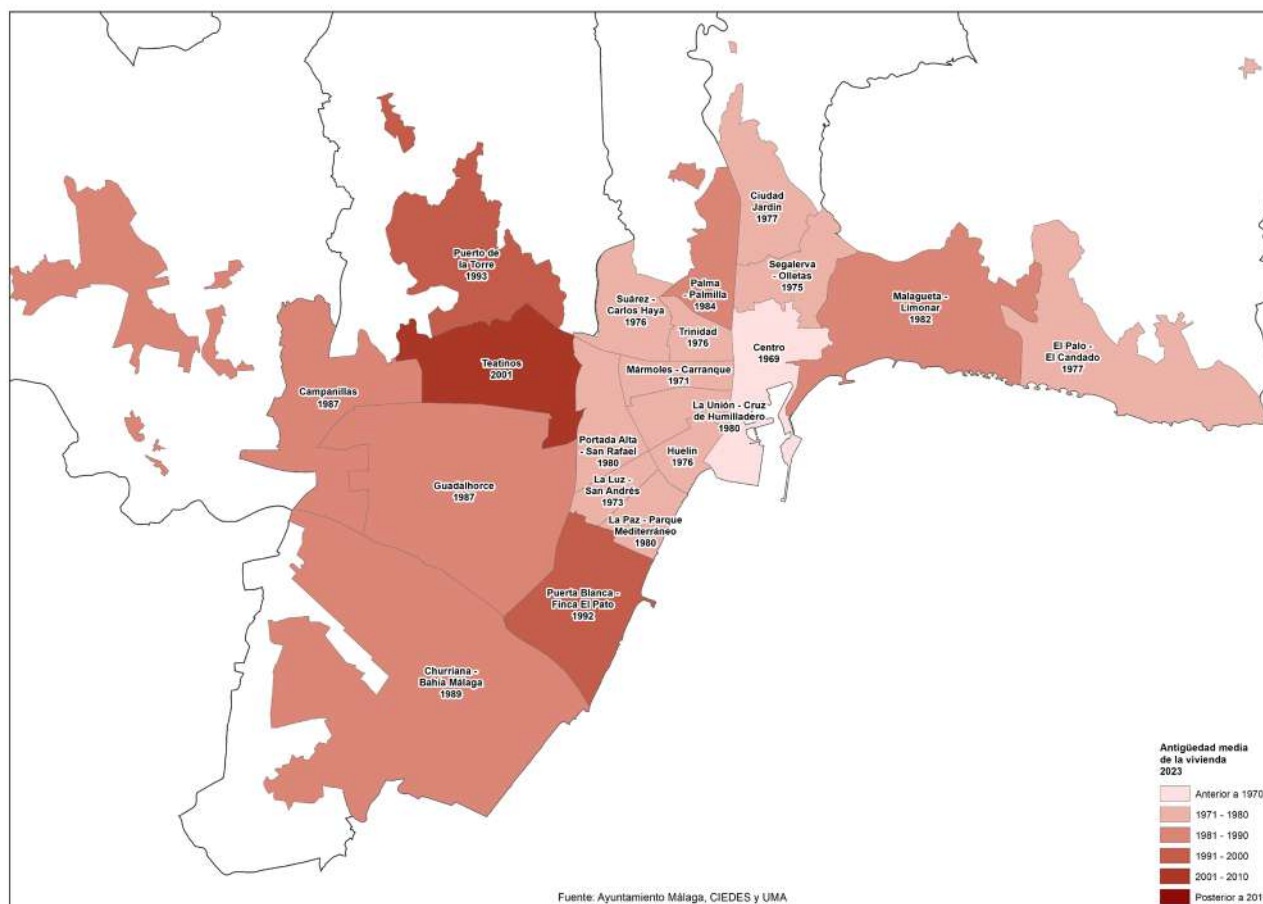 Ciudad
Jardín
1977
Puerto de
la Torre
1993
Segalerva
- Olletas
1975
Palma
- Palmilla
1984
Malagueta -
Limonar
1982
Suárez -
Carlos Haya
1976
Trinidad
1976
Centro
1969
El Palo -
El Candado
1977
Teatinos
2001
Mármoles - Carranque
1971
Campanillas
1987
La Unión - Cruz
de Humilladero
1980
Portada Alta
- San Rafael
1980
Huelin
1976
Guadalhorce
1987
La Luz -
San Andrés
1973
La Paz - Parque
Mediterráneo
1980
Puerta Blanca -
Finca El Pato
1992
Churriana -
Bahía Málaga
1989
Antigüedad media
de la vivienda
2023
Anterior a 1970
1971 - 1980
1981 - 1990
1991 - 2000
2001 - 2010
Posterior a 201
Fuente: Ayuntamiento Málaga, CIEDES y UMA